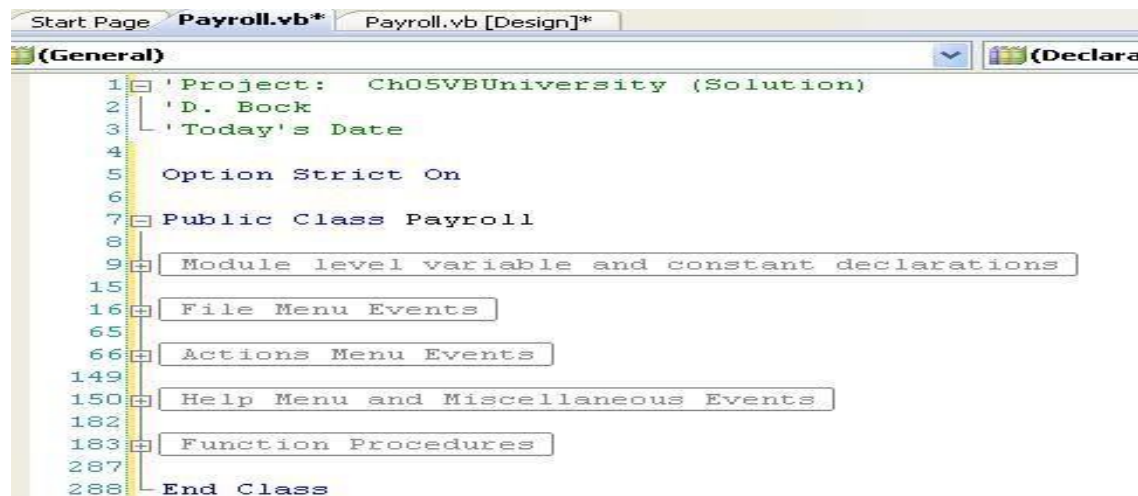 Start Page Payroll.vb* Payroll.vb [Design]*
(General) (Declara
1 'Project: Ch05VBUniversity (Solution)
2 'D. Bock
3 'Today's Date
4
5 Option Strict On
6
7 Public Class Payroll
8
9 Module level variable and constant declarations
15
16 File Menu Events
65
66 Actions Menu Events
149
150 Help Menu and Miscellaneous Events
182
183 Function Procedures
287
288 End Class